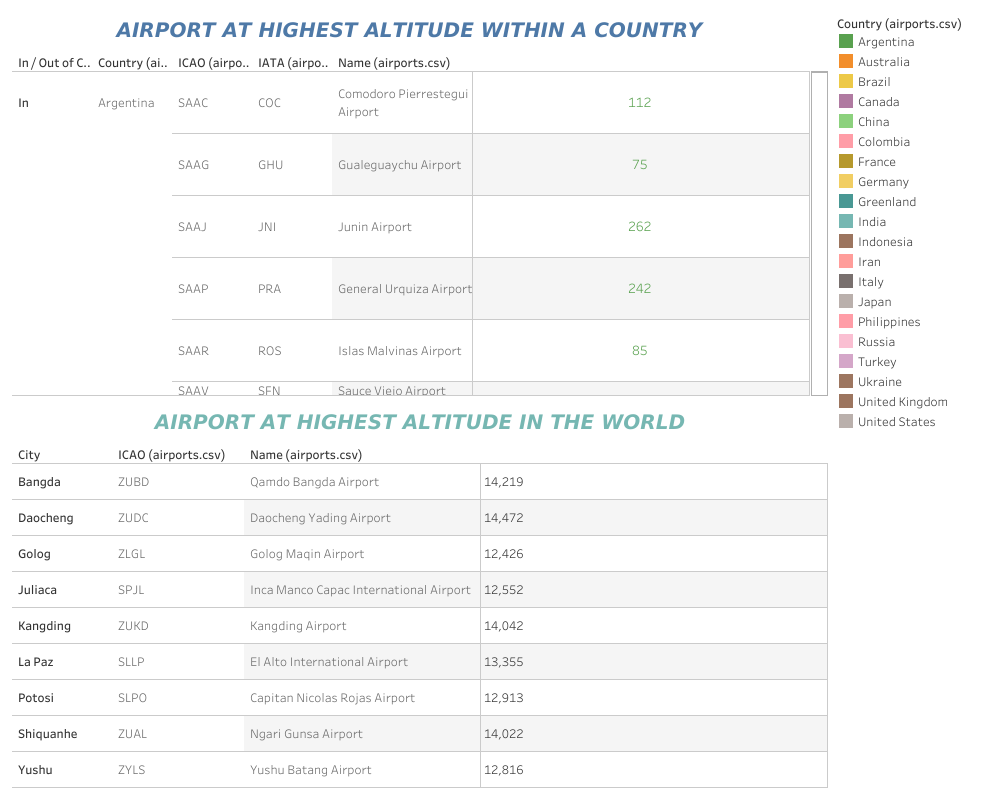 AIRPORT AT HIGHEST ALTITUDE WITHIN A COUNTRY
In / Out of C.. Country (ai.. ICAO (airpo.. IATA (airpo.. Name (airports.csv)
In Argentina SAAC COC Comodoro Pierrestegui Airport 112
SAAG GHU Gualeguaychu Airport 75
SAAJ JNI Junin Airport 262
SAAP PRA General Urquiza Airport 242
SAAR ROS Islas Malvinas Airport 85
SAAV SFN Sauce Viejo Airport
AIRPORT AT HIGHEST ALTITUDE IN THE WORLD
City ICAO (airports.csv) Name (airports.csv)
Bangda ZUBD Qamdo Bangda Airport 14,219
Daocheng ZUDC Daocheng Yading Airport 14,472
Golog ZLGL Golog Maqin Airport 12,426
Juliaca SPJL Inca Manco Capac International Airport 12,552
Kangding ZUKD Kangding Airport 14,042
La Paz SLLP El Alto International Airport 13,355
Potosi SLPO Capitan Nicolas Rojas Airport 12,913
Shiquanhe ZUAL Ngari Gunsa Airport 14,022
Yushu ZYLS Yushu Batang Airport 12,816
Country (airports.csv)
Argentina
Australia
Brazil
Canada
China
Colombia
France
Germany
Greenland
India
Indonesia
Iran
Italy
Japan
Philippines
Russia
Turkey
Ukraine
United Kingdom
United States